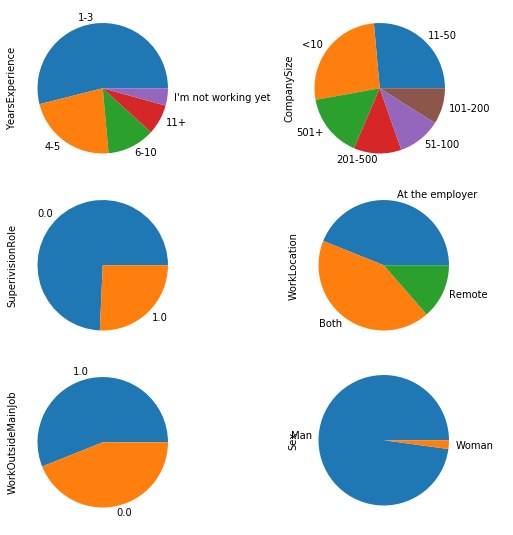 1-3
YearsExperience
I'm not working yet
11+
4-5
6-10
11-50
<10
CompanySize
101-200
501+
51-100
201-500
0.0
SupervisionRole
1.0
At the employer
WorkLocation
Remote
Both
1.0
WorkOutsideMainJob
0.0
Man
Sex
Woman